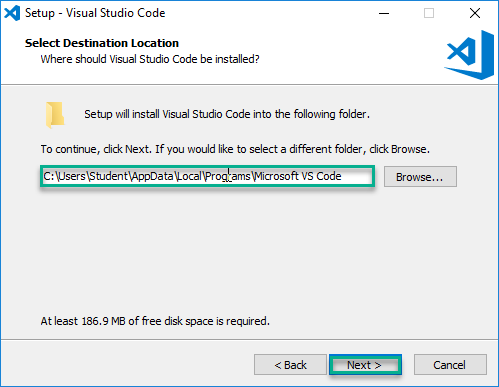 Setup - Visual Studio Code
Select Destination Location
Where should Visual Studio Code be installed?
Setup will install Visual Studio Code into the following folder.
To continue, click Next. If you would like to select a different folder, click Browse.
C:\Users\Student\AppData\Local\Programs\Microsoft VS Code
Browse...
At least 186.9 MB of free disk space is required.
< Back
Next >
Cancel